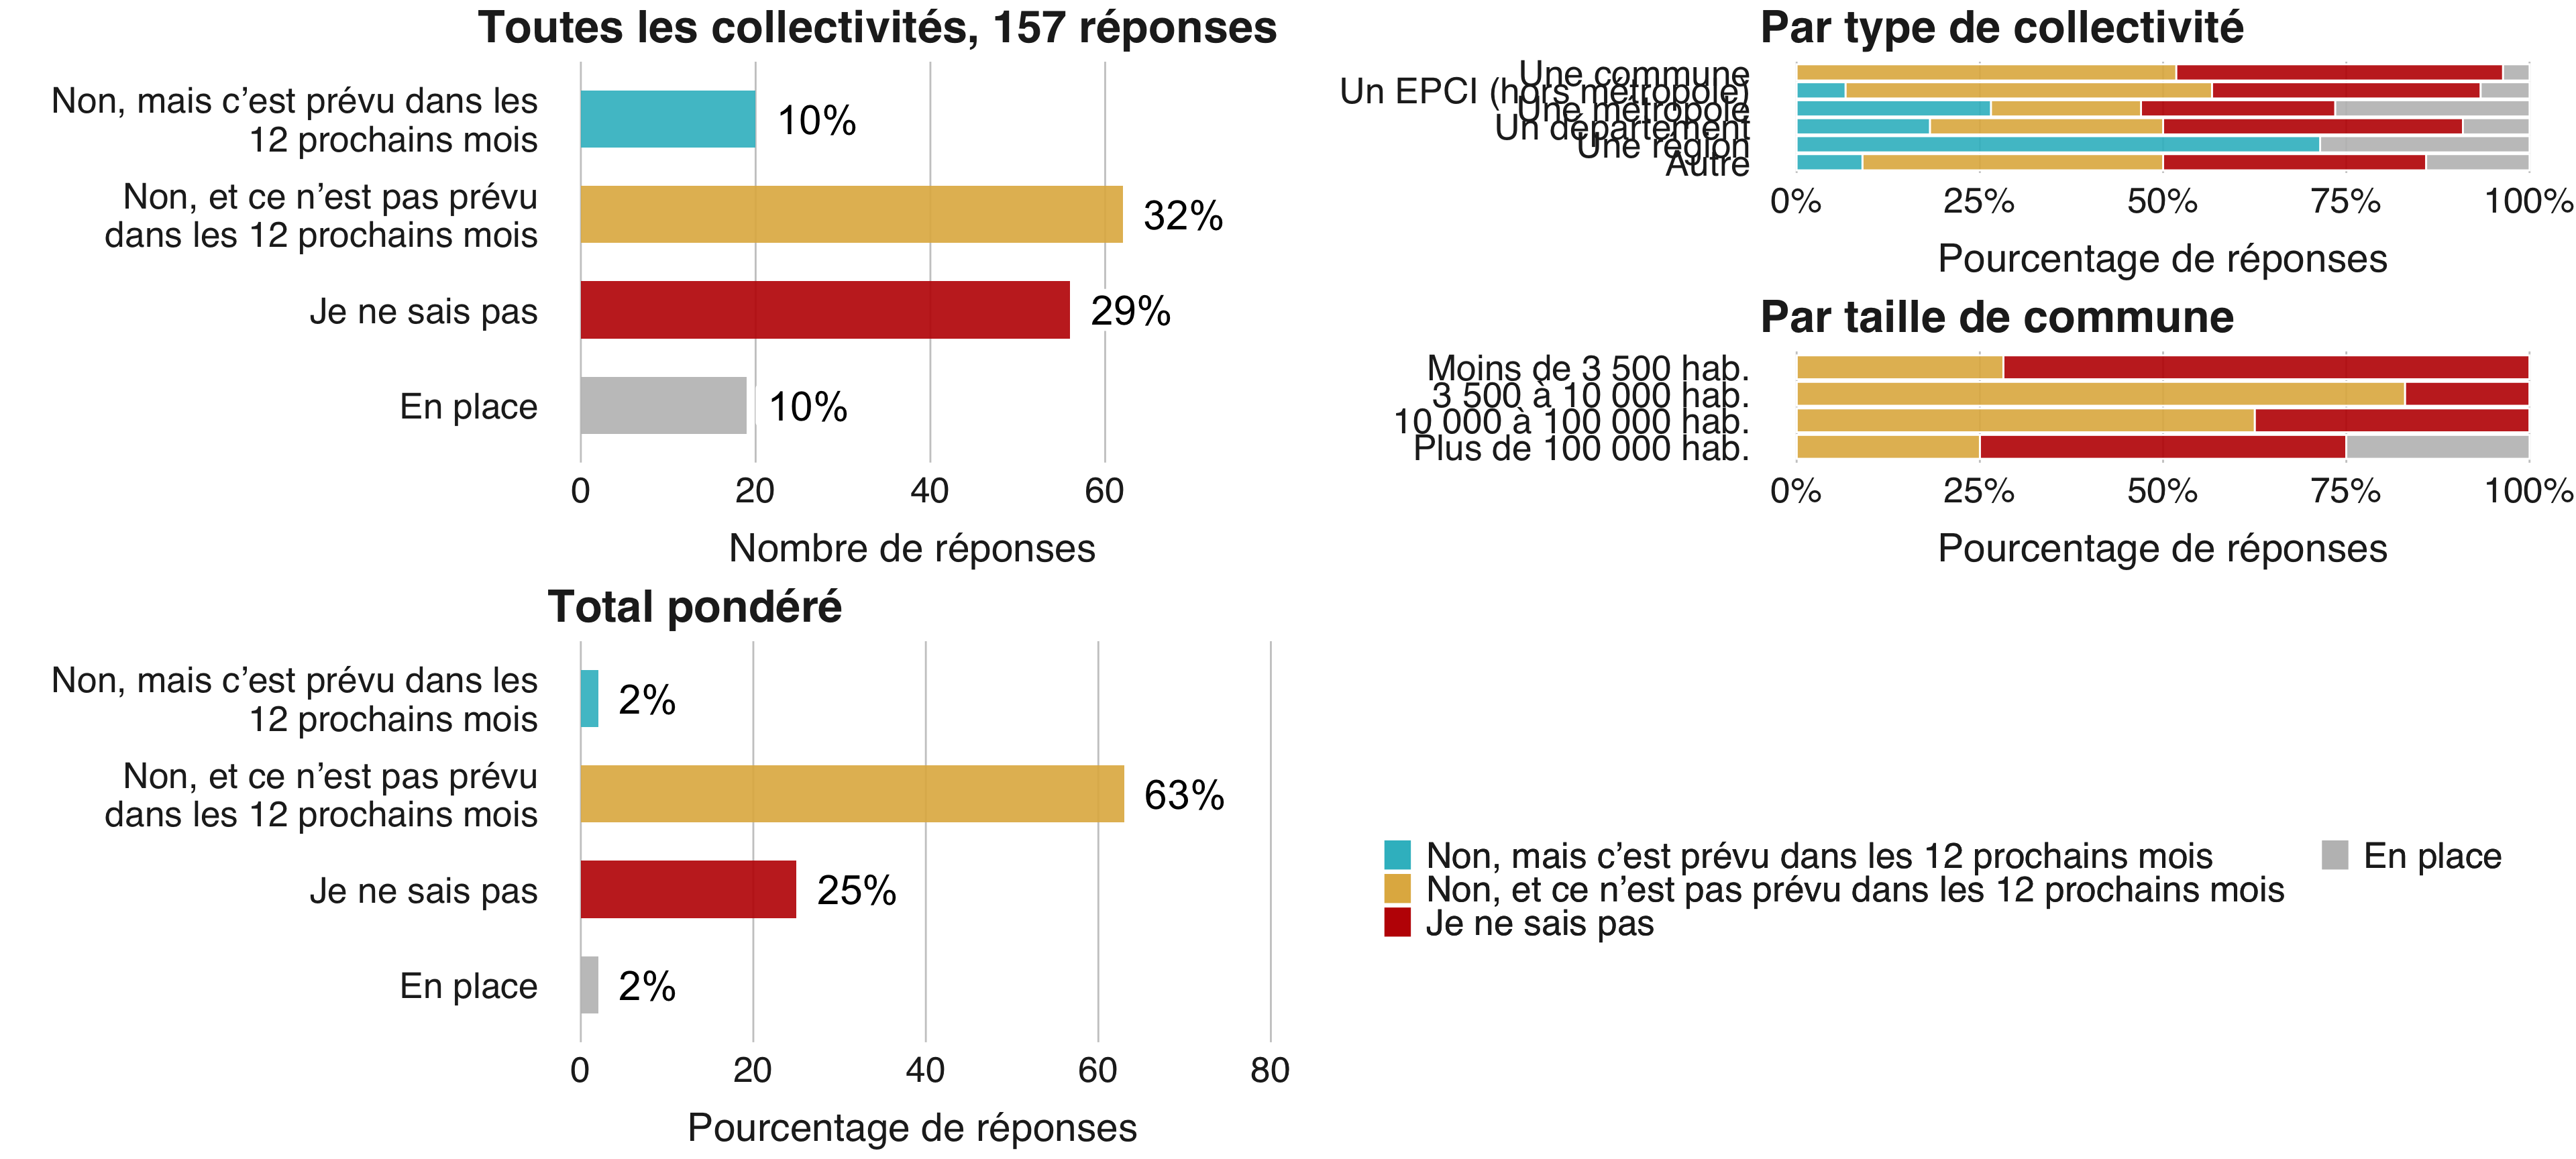 Toutes les collectivités, 157 réponses
Non, mais c’est prévu dans les
12 prochains mois
10%
Non, et ce n’est pas prévu
dans les 12 prochains mois
32%
Je ne sais pas
29%
En place
10%
0 20 40 60
Nombre de réponses
Total pondéré
Non, mais c’est prévu dans les
12 prochains mois
2%
Non, et ce n’est pas prévu
dans les 12 prochains mois
63%
Je ne sais pas
25%
En place
2%
0 20 40 60 80
Pourcentage de réponses
Par type de collectivité
Une commune
Un EPCI (hors métropole)
Une métropole
Un département
Une région
Autre
0% 25% 50% 75% 100%
Pourcentage de réponses
Par taille de commune
Moins de 3 500 hab.
3 500 à 10 000 hab.
10 000 à 100 000 hab.
Plus de 100 000 hab.
0% 25% 50% 75% 100%
Pourcentage de réponses
Non, mais c’est prévu dans les 12 prochains mois
Non, et ce n’est pas prévu dans les 12 prochains mois
Je ne sais pas
En place